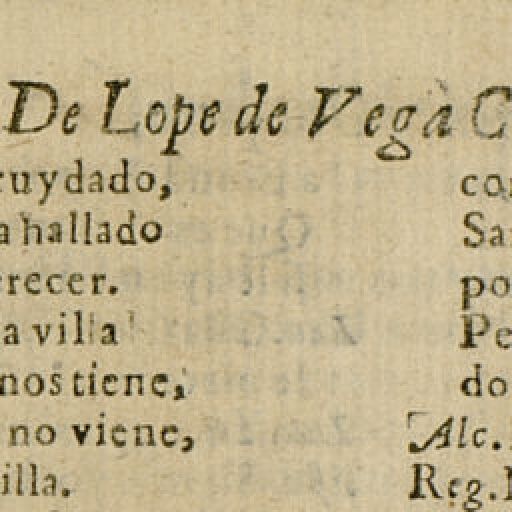 De Lope de Vega C
ruydado,
a hallado
erecer.
a villa
nos tiene,
no viene,
illa.
Sa
po
Pe
do
Alc.
Reg.